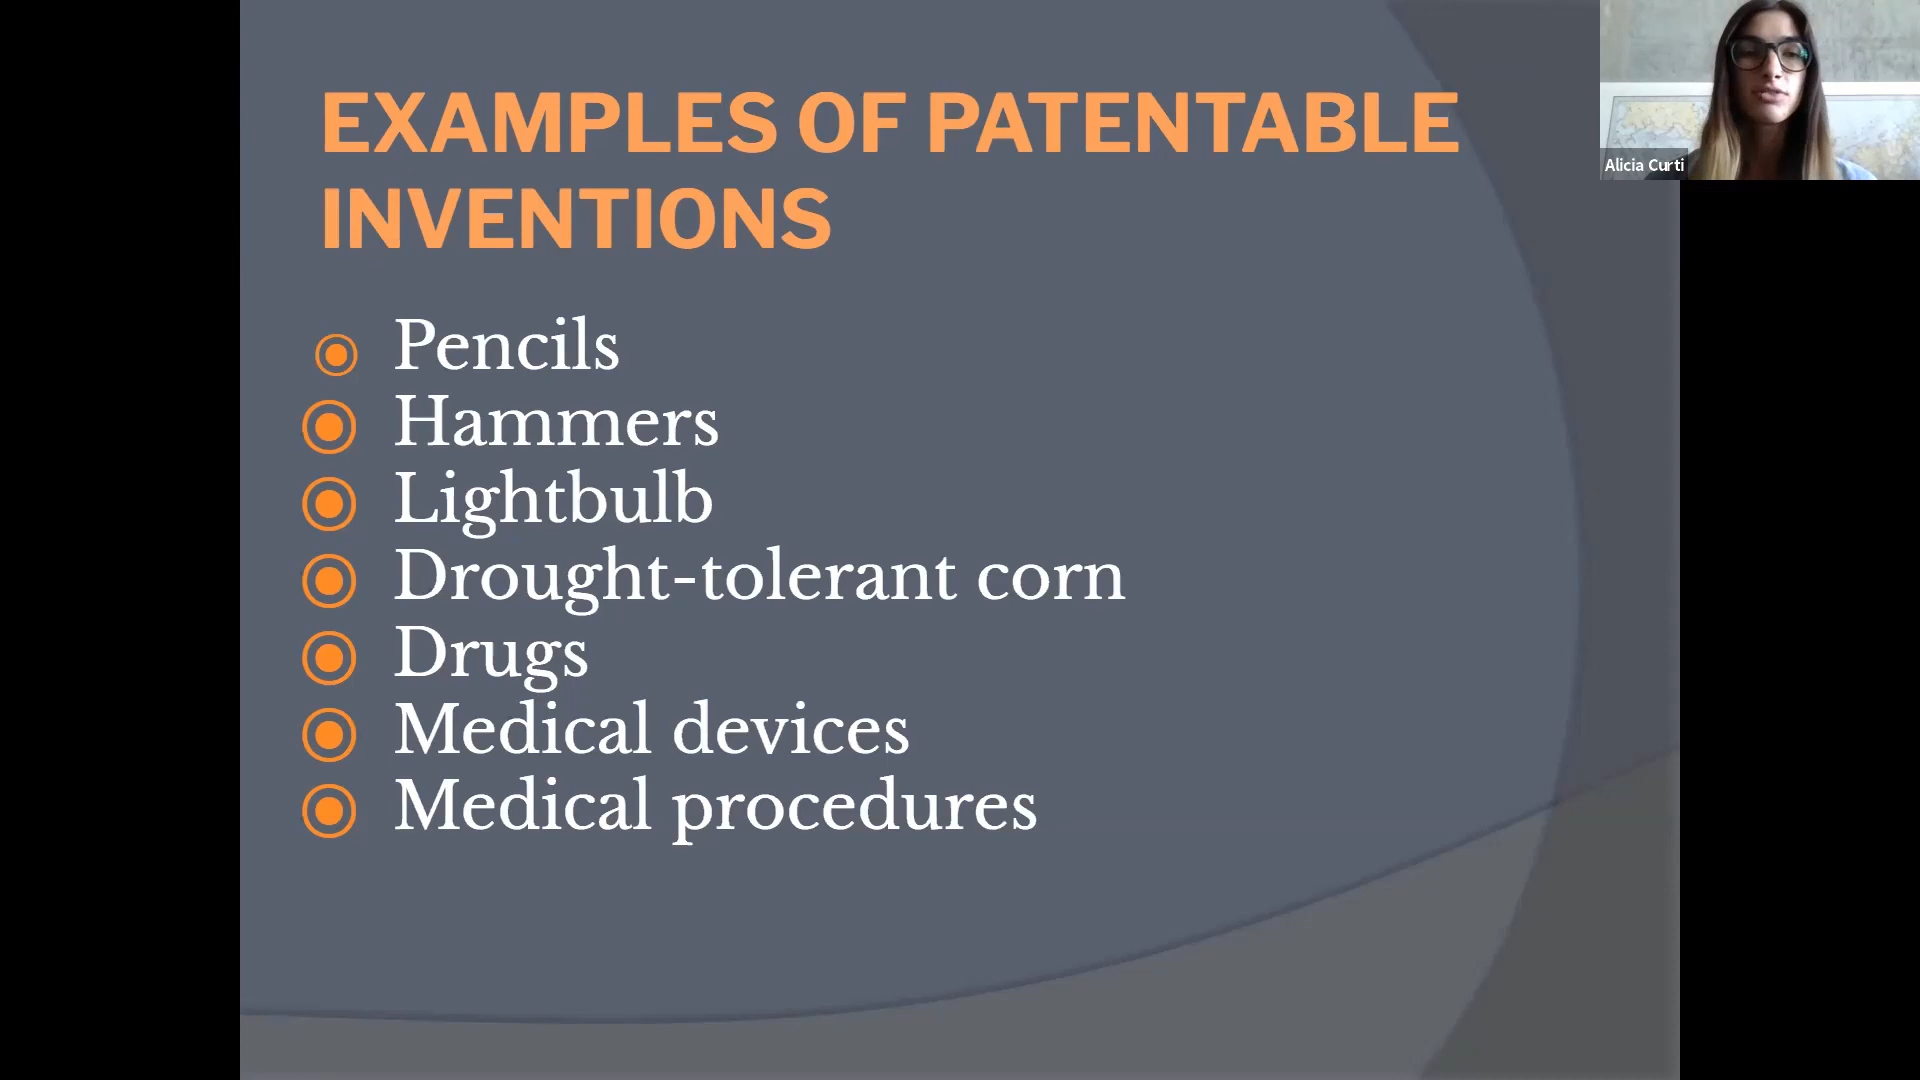 EXAMPLES OF PATENTABLE
INVENTIONS
Pencils
Hammers
Lightbulb
Drought-tolerant corn
Drugs
Medical devices
Medical procedures
Alicia Curti